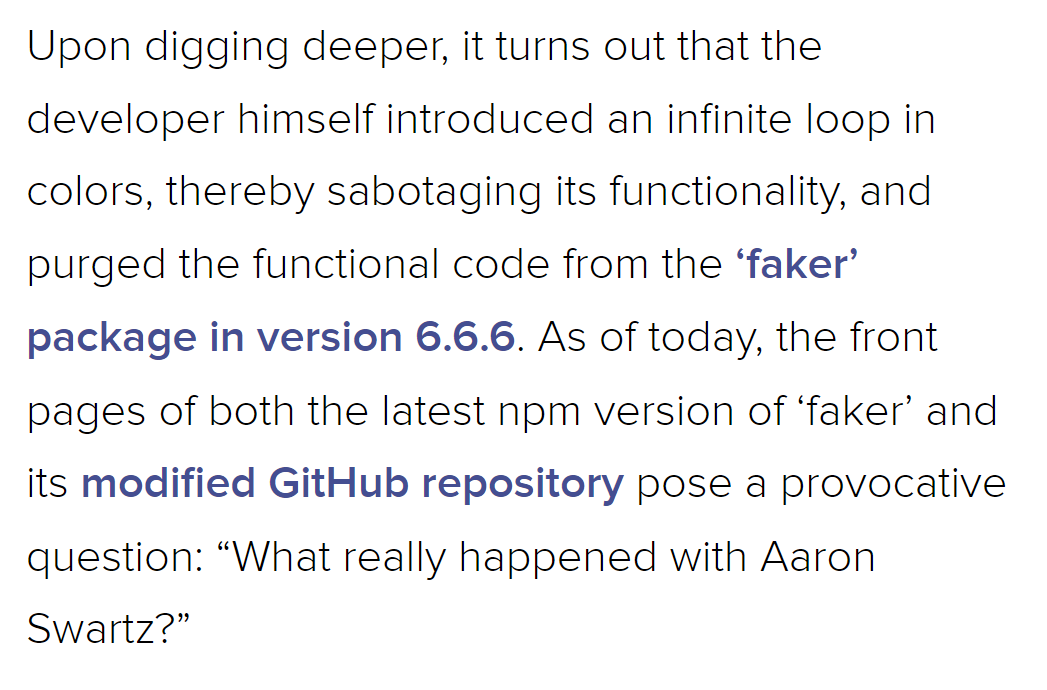 Upon digging deeper, it turns out that the
developer himself introduced an infinite loop in
colors, thereby sabotaging its functionality, and
purged the functional code from the ‘faker’
package in version 6.6.6. As of today, the front
pages of both the latest npm version of ‘faker’ and
its modified GitHub repository pose a provocative
question: “What really happened with Aaron
Swartz?”